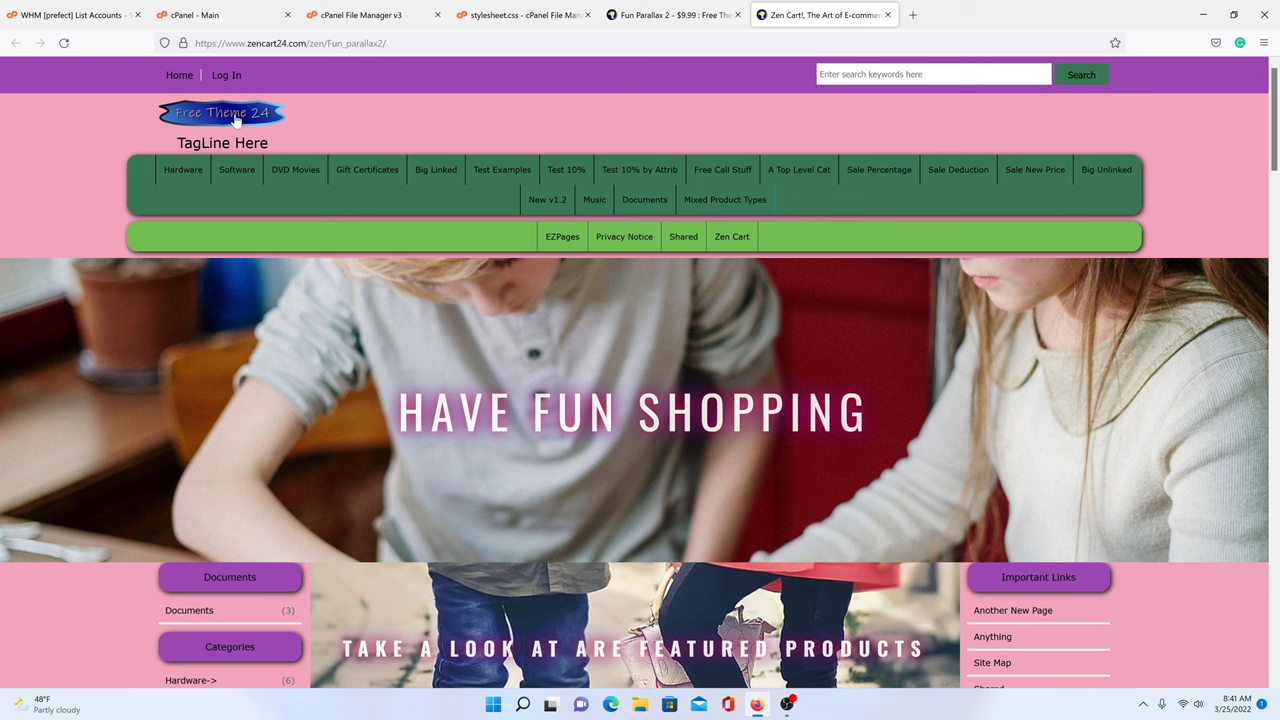 WHM [prefect] List Accounts - 9
cPanel - Main
cPanel File Manager v3
stylesheet.css - cPanel File Man
Fun Parallax 2 - $9.99 : Free The
Zen Cart!, The Art of E-commer
https://www.zencart24.com/zen/Fun_parallax2/
Home
Log In
Enter search keywords here
Search
Free Theme 24
TagLine Here
Hardware
Software
DVD Movies
Gift Certificates
Big Linked
Test Examples
Test 10%
Test 10% by Attrib
Free Call Stuff
A Top Level Cat
Sale Percentage
Sale Deduction
Sale New Price
Big Unlinked
New v1.2
Music
Documents
Mixed Product Types
EZPages
Privacy Notice
Shared
Zen Cart
HAVE FUN SHOPPING
Documents
Important Links
TAKE A LOOK AT ARE FEATURED PRODUCTS
Documents (3)
Another New Page
Categories
Anything
Site Map
Hardware-> (6)
Shared
48°F
Partly cloudy
8:41 AM
3/25/2022
1